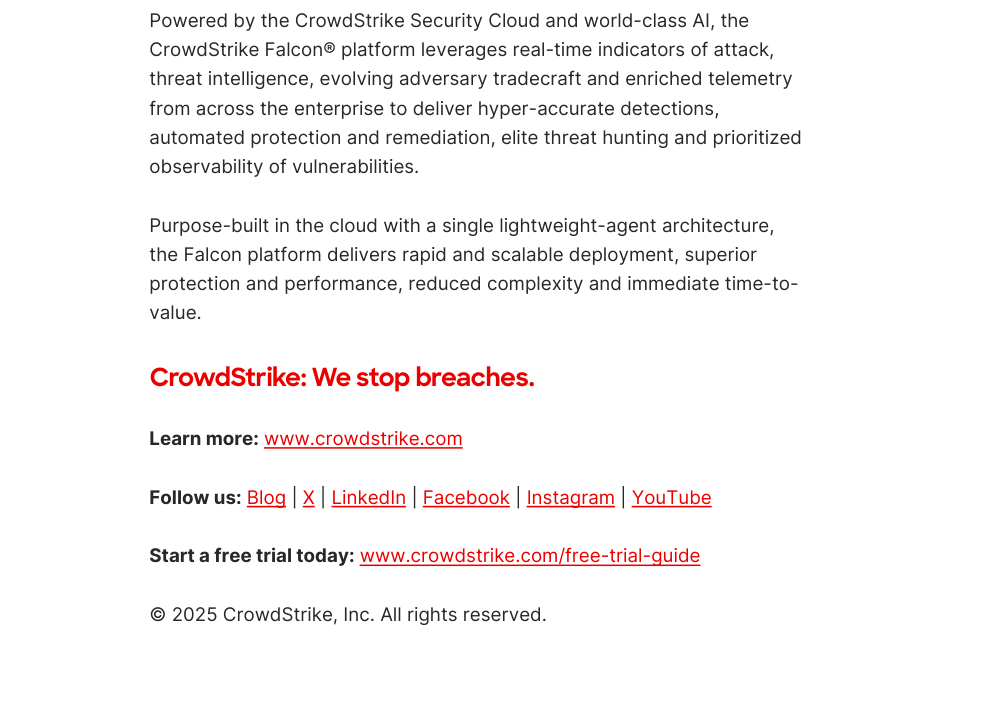 Powered by the CrowdStrike Security Cloud and world-class AI, the
CrowdStrike Falcon® platform leverages real-time indicators of attack,
threat intelligence, evolving adversary tradecraft and enriched telemetry
from across the enterprise to deliver hyper-accurate detections,
automated protection and remediation, elite threat hunting and prioritized
observability of vulnerabilities.
Purpose-built in the cloud with a single lightweight-agent architecture,
the Falcon platform delivers rapid and scalable deployment, superior
protection and performance, reduced complexity and immediate time-to-
value.
CrowdStrike: We stop breaches.
Learn more: www.crowdstrike.com
Follow us: Blog | X | LinkedIn | Facebook | Instagram | YouTube
Start a free trial today: www.crowdstrike.com/free-trial-guide
© 2025 CrowdStrike, Inc. All rights reserved.